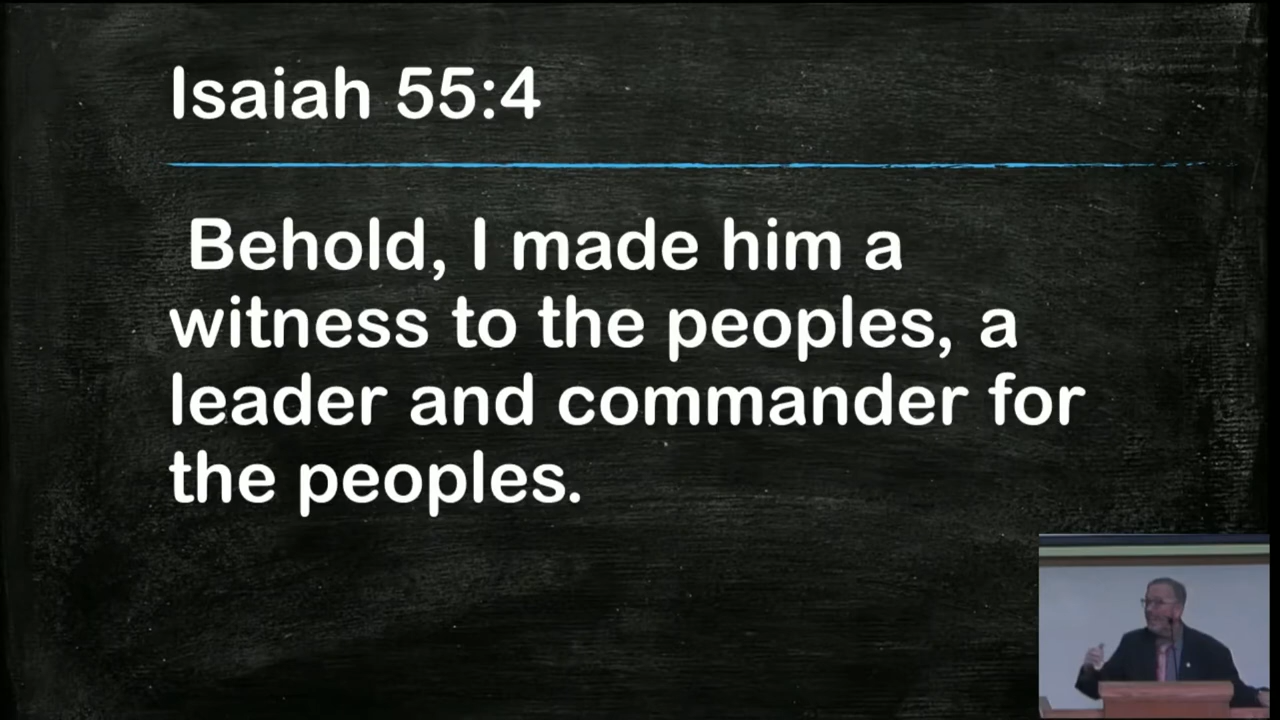 Isaiah 55:4
Behold, I made him a
witness to the peoples, a
leader and commander for
the peoples.